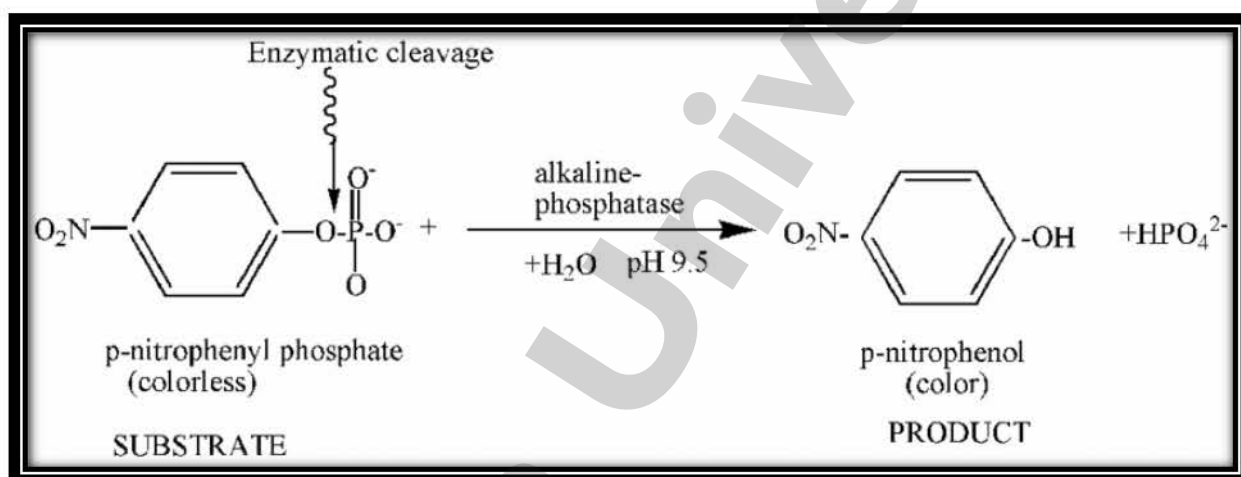 Enzymatic cleavage
O₂N
-O-P-O⁻ +
O⁻
O
alkaline-
phosphatase
+H₂O pH 9.5
O₂N-
-OH
+HPO₄²⁻
p-nitrophenyl phosphate
(colorless)
p-nitrophenol
(color)
SUBSTRATE
PRODUCT
Unive